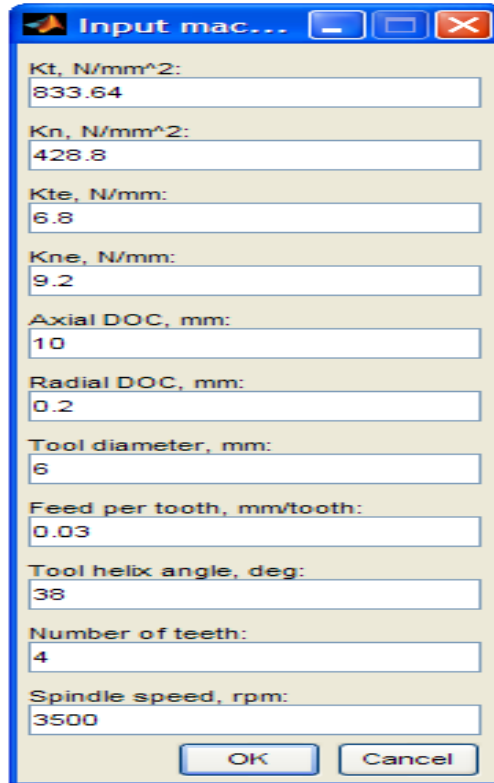 Input mac...
Kt, N/mm^2:
833.64
Kn, N/mm^2:
428.8
Kte, N/mm:
6.8
Kne, N/mm:
9.2
Axial DOC, mm:
10
Radial DOC, mm:
0.2
Tool diameter, mm:
6
Feed per tooth, mm/tooth:
0.03
Tool helix angle, deg:
38
Number of teeth:
4
Spindle speed, rpm:
3500
OK Cancel